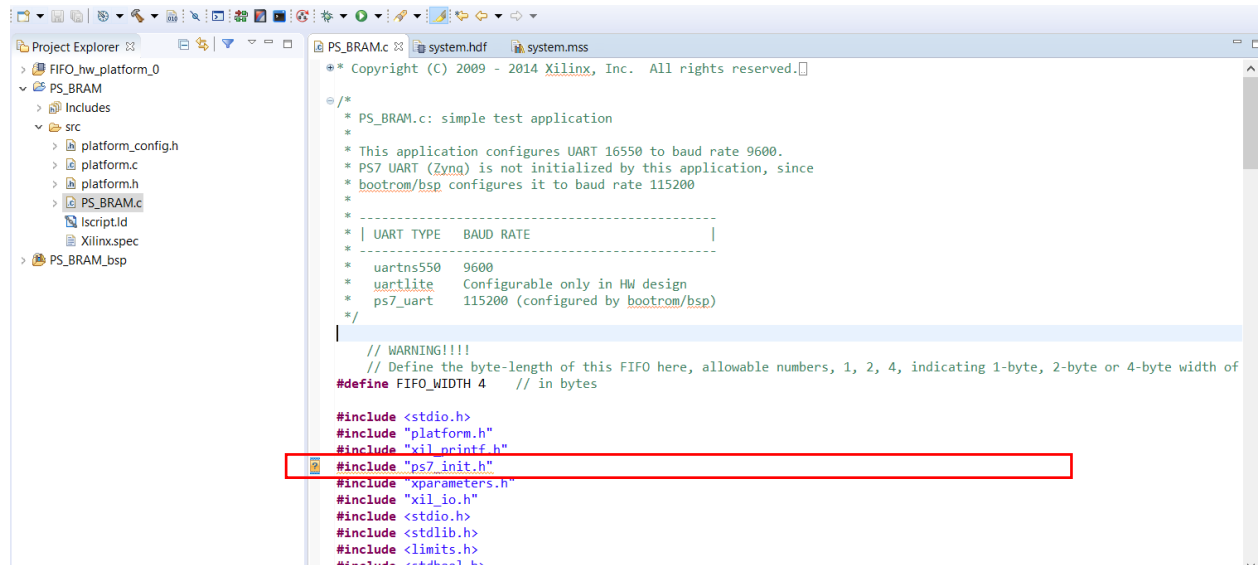 Project Explorer
PS_BRAM.c
system.hdf
system.mss
FIFO_hw_platform_0
PS_BRAM
Includes
src
platform_config.h
platform.c
platform.h
PS_BRAM.c
lscript.ld
Xilinx.spec
PS_BRAM_bsp
* Copyright (C) 2009 - 2014 Xilinx, Inc.  All rights reserved.
/*
* PS_BRAM.c: simple test application
*
* This application configures UART 16550 to baud rate 9600.
* PS7 UART (Zynq) is not initialized by this application, since
* bootrom/bsp configures it to baud rate 115200
*
* ------------------------------------------------
* | UART TYPE   BAUD RATE                        |
* ------------------------------------------------
*   uartns550   9600
*   uartlite    Configurable only in HW design
*   ps7_uart    115200 (configured by bootrom/bsp)
*/
// WARNING!!!!
// Define the byte-length of this FIFO here, allowable numbers, 1, 2, 4, indicating 1-byte, 2-byte or 4-byte width of
#define FIFO_WIDTH 4   // in bytes
#include <stdio.h>
#include "platform.h"
#include "xil_printf.h"
#include "ps7_init.h"
#include "xparameters.h"
#include "xil_io.h"
#include <stdio.h>
#include <stdlib.h>
#include <limits.h>
#include <stdbool.h>